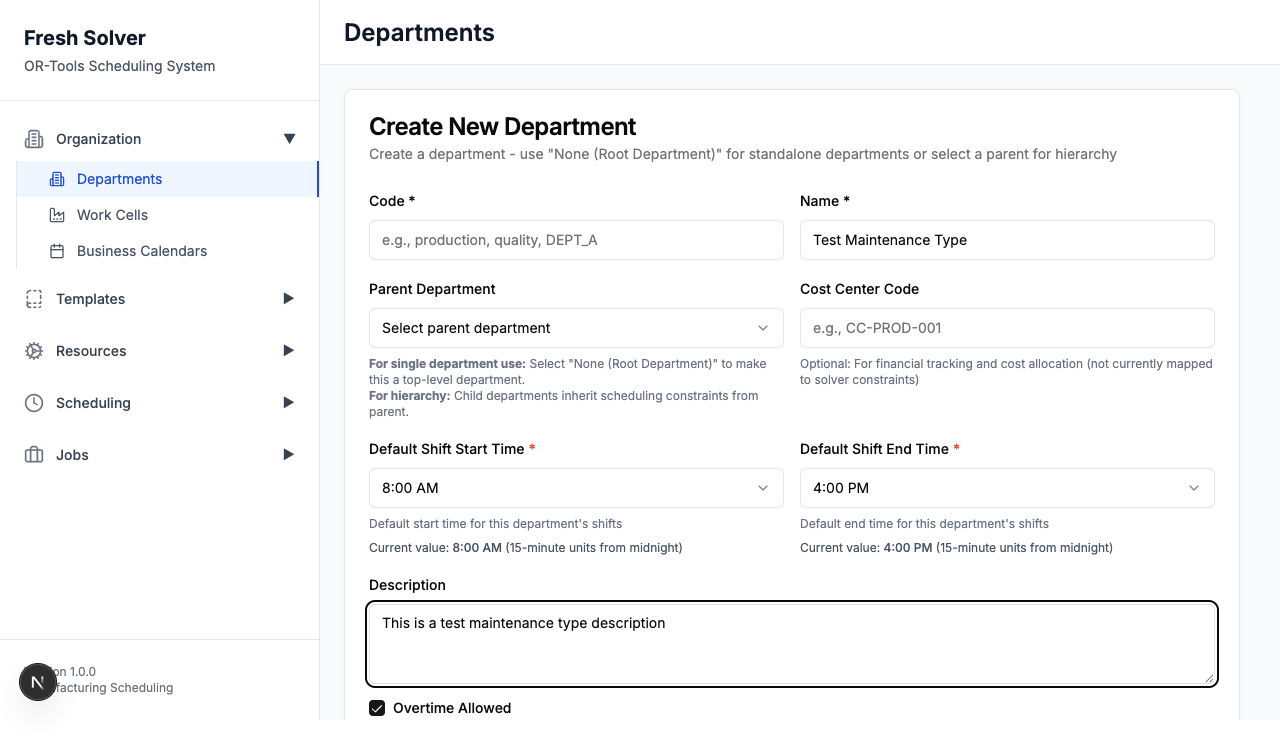 Fresh Solver
OR-Tools Scheduling System
Organization
Departments
Work Cells
Business Calendars
Templates
Resources
Scheduling
Jobs
on 1.0.0
facturing Scheduling
N
Departments
Create New Department
Create a department - use "None (Root Department)" for standalone departments or select a parent for hierarchy
Code *
e.g., production, quality, DEPT_A
Name *
Test Maintenance Type
Parent Department
Select parent department
For single department use: Select "None (Root Department)" to make
this a top-level department.
For hierarchy: Child departments inherit scheduling constraints from
parent.
Cost Center Code
e.g., CC-PROD-001
Optional: For financial tracking and cost allocation (not currently mapped
to solver constraints)
Default Shift Start Time *
8:00 AM
Default start time for this department's shifts
Current value: 8:00 AM (15-minute units from midnight)
Default Shift End Time *
4:00 PM
Default end time for this department's shifts
Current value: 4:00 PM (15-minute units from midnight)
Description
This is a test maintenance type description
Overtime Allowed